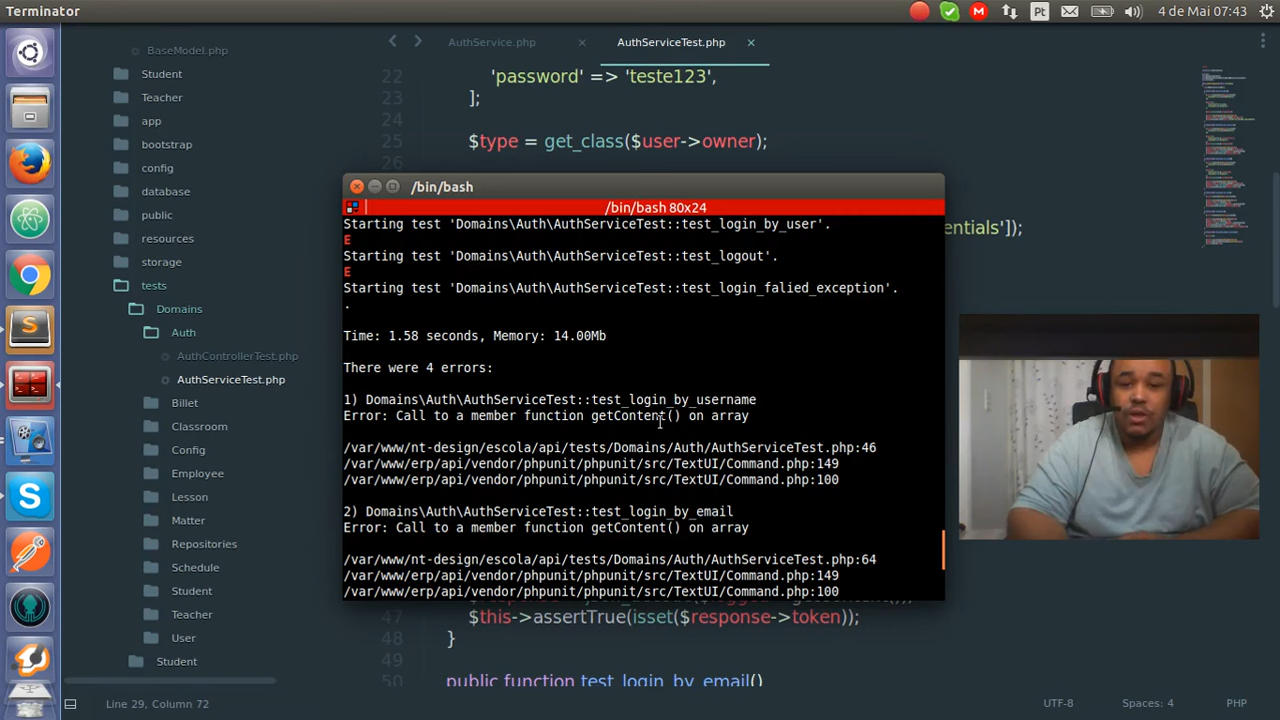 Terminator
Pt
4 de Mai 07:43
BaseModel.php
Student
Teacher
app
bootstrap
config
database
public
resources
storage
tests
Domains
Auth
AuthControllerTest.php
AuthServiceTest.php
Billet
Classroom
Config
Employee
Lesson
Matter
Repositories
Schedule
Student
Teacher
User
Student
AuthService.php
AuthServiceTest.php
22 'password' => 'teste123',
23 ];
24
25 $type = get_class($user->owner);
26
entials']);
/bin/bash
/bin/bash 80x24
Starting test 'Domains\Auth\AuthServiceTest::test_login_by_user'.
E
Starting test 'Domains\Auth\AuthServiceTest::test_logout'.
E
Starting test 'Domains\Auth\AuthServiceTest::test_login_falied_exception'.
.
Time: 1.58 seconds, Memory: 14.00Mb
There were 4 errors:
1) Domains\Auth\AuthServiceTest::test_login_by_username
Error: Call to a member function getContent() on array
/var/www/nt-design/escola/api/tests/Domains/Auth/AuthServiceTest.php:46
/var/www/erp/api/vendor/phpunit/phpunit/src/TextUI/Command.php:149
/var/www/erp/api/vendor/phpunit/phpunit/src/TextUI/Command.php:100
2) Domains\Auth\AuthServiceTest::test_login_by_email
Error: Call to a member function getContent() on array
/var/www/nt-design/escola/api/tests/Domains/Auth/AuthServiceTest.php:64
/var/www/erp/api/vendor/phpunit/phpunit/src/TextUI/Command.php:149
/var/www/erp/api/vendor/phpunit/phpunit/src/TextUI/Command.php:100
47 $this->assertTrue(isset($response->token));
48 }
49
50 public function test_login_by_email()
Line 29, Column 72
UTF-8
Spaces: 4
PHP